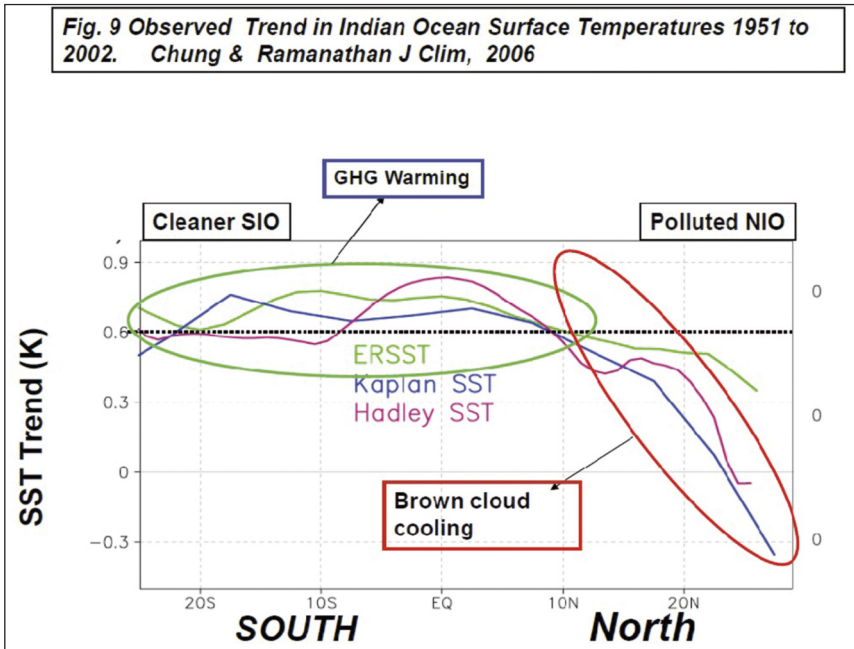 Fig. 9 Observed Trend in Indian Ocean Surface Temperatures 1951 to
2002. Chung & Ramanathan J Clim, 2006
GHG Warming
Cleaner SIO
Polluted NIO
0.9
0.6
0.3
0
−0.3
SST Trend (K)
ERSST
Kaplan SST
Hadley SST
Brown cloud
cooling
0
0
0
20S 10S EQ 10N 20N
SOUTH North